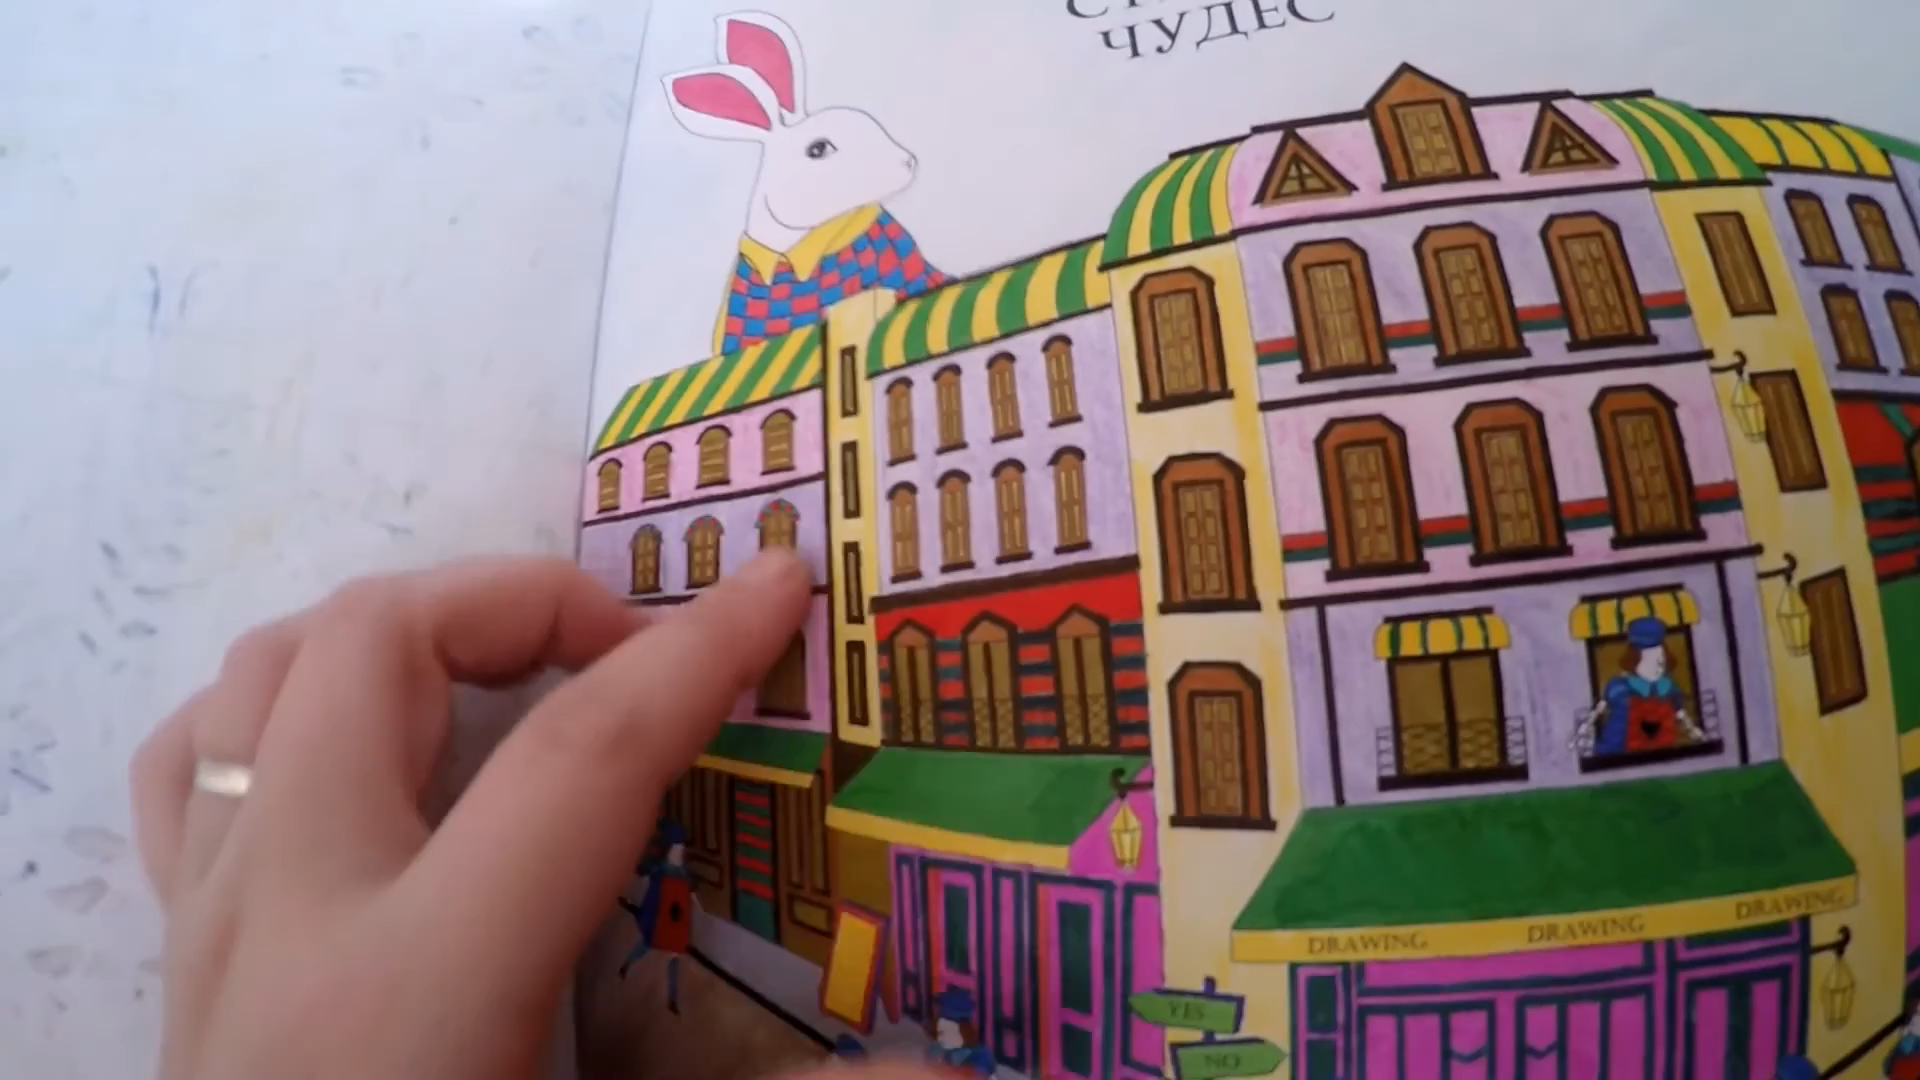 ЧУДЕС
DRAWING DRAWING DRAWING
YES
NO